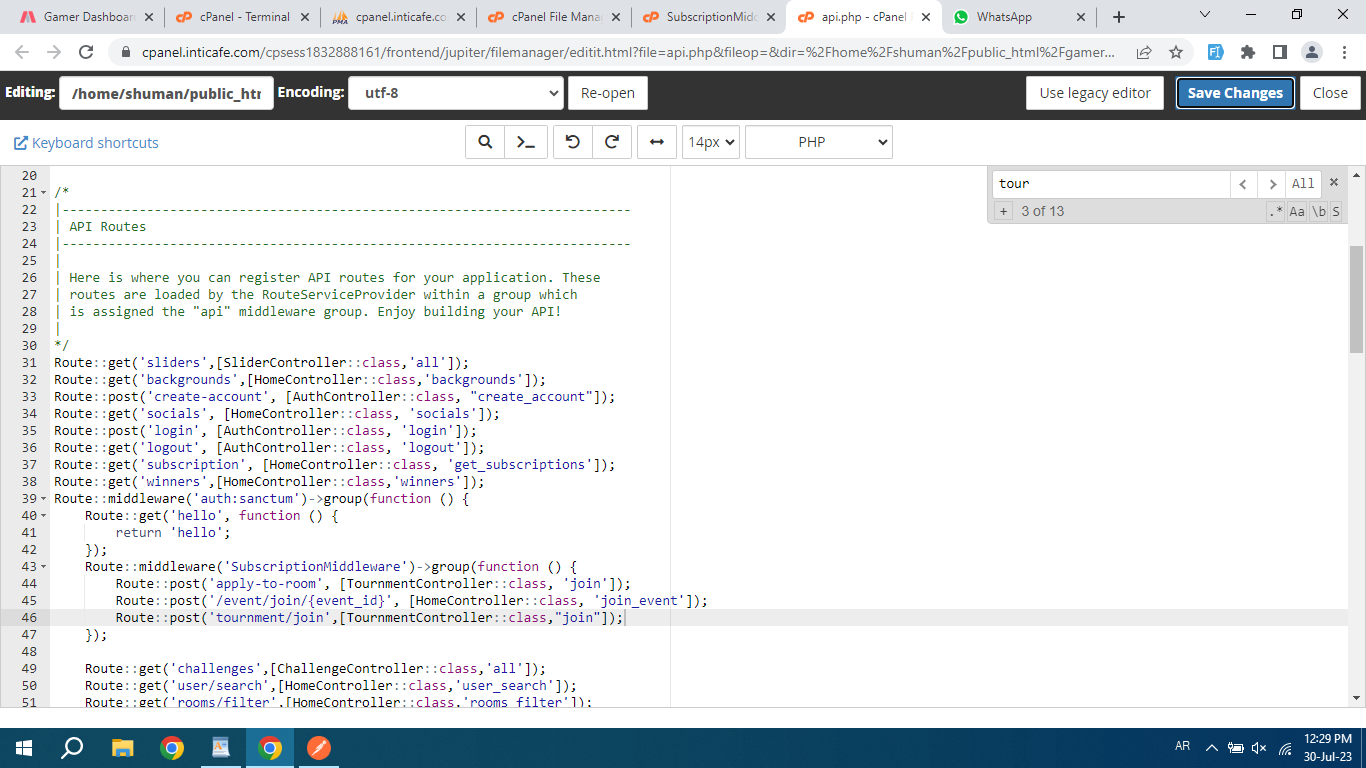 Gamer Dashboar
cPanel - Terminal
cpanel.inticafe.co
cPanel File Mana
SubscriptionMidd
api.php - cPanel
WhatsApp
cpanel.inticafe.com/cpsess1832888161/frontend/jupiter/filemanager/editit.html?file=api.php&fileop=&dir=%2Fhome%2Fshuman%2Fpublic_html%2Fgamer...
Editing: /home/shuman/public_htm Encoding: utf-8 Re-open Use legacy editor Save Changes Close
Keyboard shortcuts 14px PHP
tour All
+ 3 of 13 .* Aa \b S
20
21 /*
22 |--------------------------------------------------------------------------
23 | API Routes
24 |--------------------------------------------------------------------------
25 |
26 | Here is where you can register API routes for your application. These
27 | routes are loaded by the RouteServiceProvider within a group which
28 | is assigned the "api" middleware group. Enjoy building your API!
29 |
30 */
31 Route::get('sliders',[SliderController::class,'all']);
32 Route::get('backgrounds',[HomeController::class,'backgrounds']);
33 Route::post('create-account', [AuthController::class, "create_account"]);
34 Route::get('socials', [HomeController::class, 'socials']);
35 Route::post('login', [AuthController::class, 'login']);
36 Route::get('logout', [AuthController::class, 'logout']);
37 Route::get('subscription', [HomeController::class, 'get_subscriptions']);
38 Route::get('winners',[HomeController::class,'winners']);
39 Route::middleware('auth:sanctum')->group(function () {
40 Route::get('hello', function () {
41 return 'hello';
42 });
43 Route::middleware('SubscriptionMiddleware')->group(function () {
44 Route::post('apply-to-room', [TournmentController::class, 'join']);
45 Route::post('/event/join/{event_id}', [HomeController::class, 'join_event']);
46 Route::post('tournment/join',[TournmentController::class,"join"]);
47 });
48
49 Route::get('challenges',[ChallengeController::class,'all']);
50 Route::get('user/search',[HomeController::class,'user_search']);
51 Route::get('rooms/filter',[HomeController::class,'rooms_filter']);
AR
12:29 PM
30-Jul-23